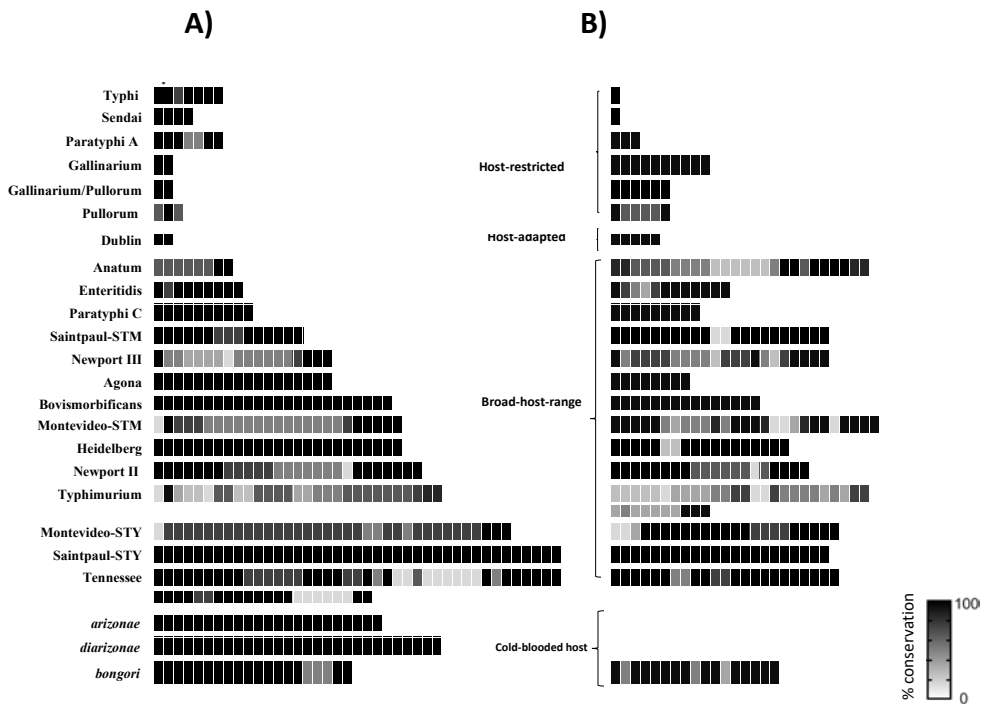 A) B)
Typhi
Sendai
Paratyphi A
Gallinarium
Host-restricted
Gallinarium/Pullorum
Pullorum
Dublin
Host-adapted
Anatum
Enteritidis
Paratyphi C
Saintpaul-STM
Newport III
Agona
Bovismorbificans
Broad-host-range
Montevideo-STM
Heidelberg
Newport II
Typhimurium
Montevideo-STY
Saintpaul-STY
Tennessee
arizonae
diarizonae
Cold-blooded host
bongori
% conservation
100
0